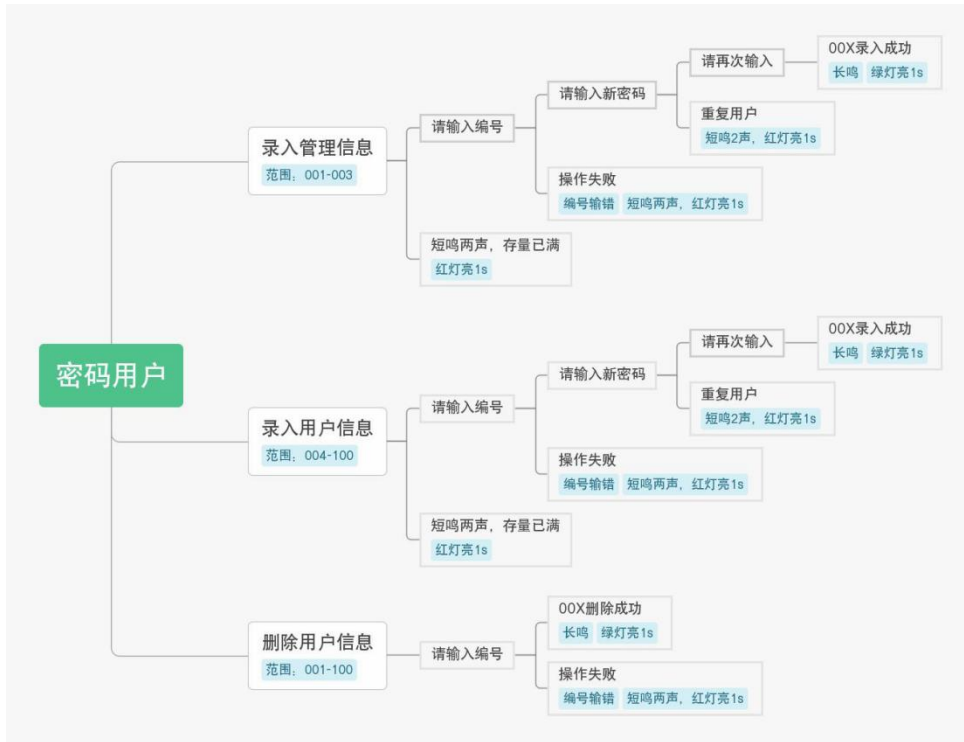 密码用户
录入管理信息
范围：001-003
请输入编号
请输入新密码
请再次输入
00X录入成功
长鸣 绿灯亮1s
重复用户
短鸣2声，红灯亮1s
操作失败
编号输错 短鸣两声，红灯亮1s
短鸣两声，存量已满
红灯亮1s
录入用户信息
范围：004-100
请输入编号
请输入新密码
请再次输入
00X录入成功
长鸣 绿灯亮1s
重复用户
短鸣2声，红灯亮1s
操作失败
编号输错 短鸣两声，红灯亮1s
短鸣两声，存量已满
红灯亮1s
删除用户信息
范围：001-100
请输入编号
00X删除成功
长鸣 绿灯亮1s
操作失败
编号输错 短鸣两声，红灯亮1s